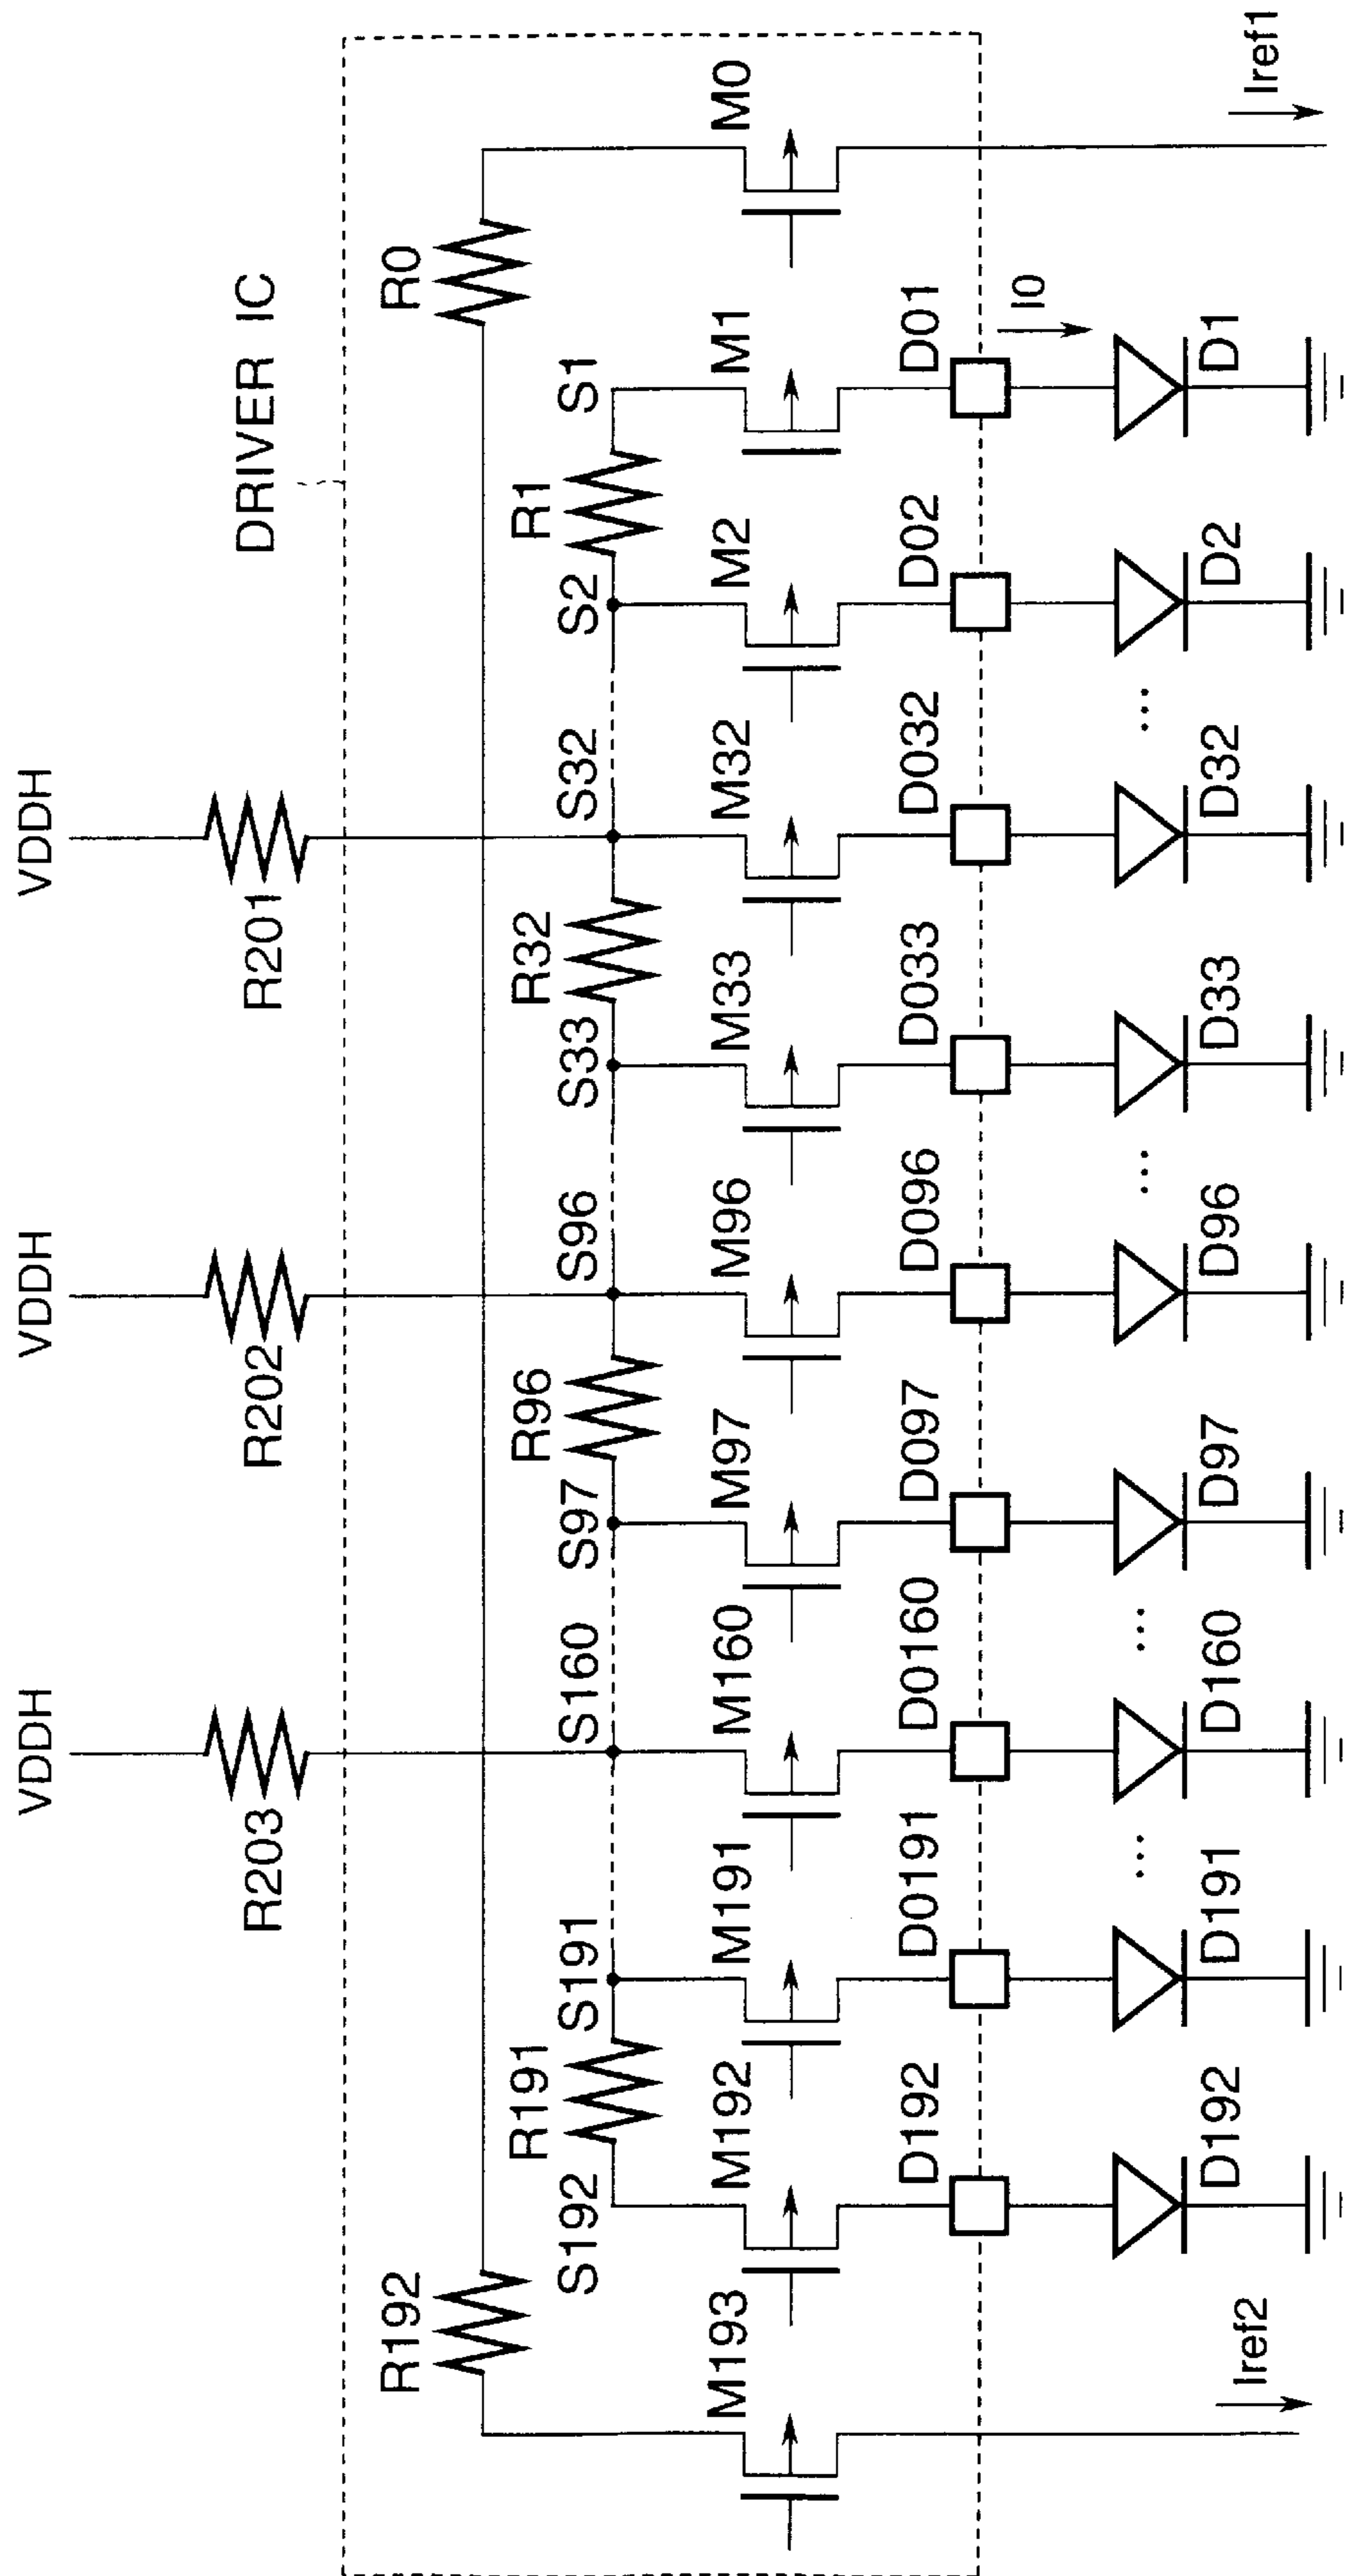 VDDH
VDDH
VDDH
R203
R202
R201
DRIVER IC
R192
R0
R191
R96
R32
R1
S192
S191
S160
S97
S96
S33
S32
S2
S1
M193
M192
M191
M160
M97
M96
M33
M32
M2
M1
M0
D192
D0191
D0160
D097
D096
D033
D032
D02
D01
I0
D192
D191
...
D160
...
D97
D96
...
D33
D32
...
D2
D1
Iref2
Iref1